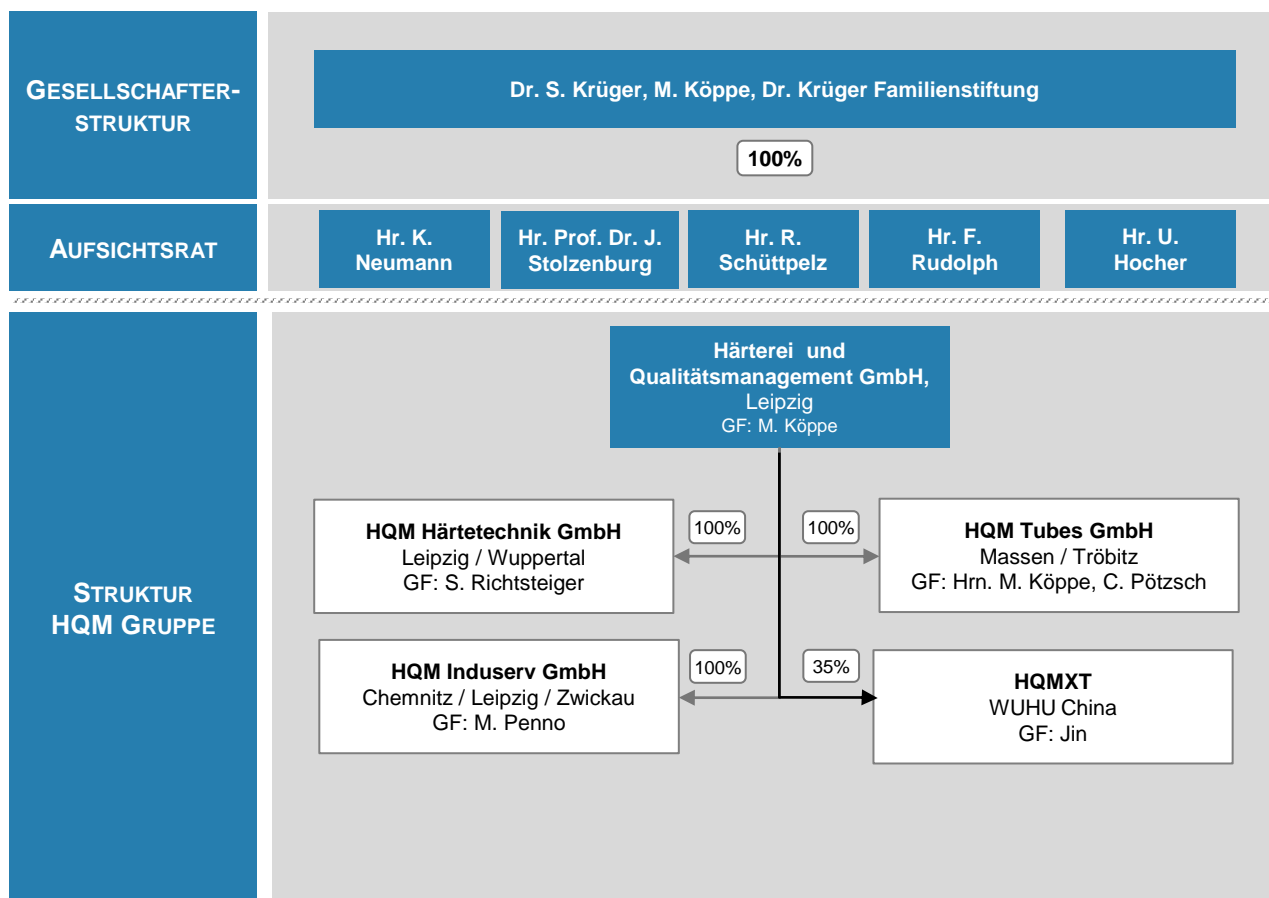 GESELLSCHAFTER-
STRUKTUR
Dr. S. Krüger, M. Köppe, Dr. Krüger Familienstiftung
100%
AUFSICHTSRAT
Hr. K.
Neumann
Hr. Prof. Dr. J.
Stolzenburg
Hr. R.
Schüttpelz
Hr. F.
Rudolph
Hr. U.
Hocher
STRUKTUR
HQM GRUPPE
Härterei und
Qualitätsmanagement GmbH,
Leipzig
GF: M. Köppe
HQM Härtetechnik GmbH
Leipzig / Wuppertal
GF: S. Richtsteiger
100%
100%
HQM Tubes GmbH
Massen / Tröbitz
GF: Hrn. M. Köppe, C. Pötzsch
HQM Induserv GmbH
Chemnitz / Leipzig / Zwickau
GF: M. Penno
100%
35%
HQMXT
WUHU China
GF: Jin